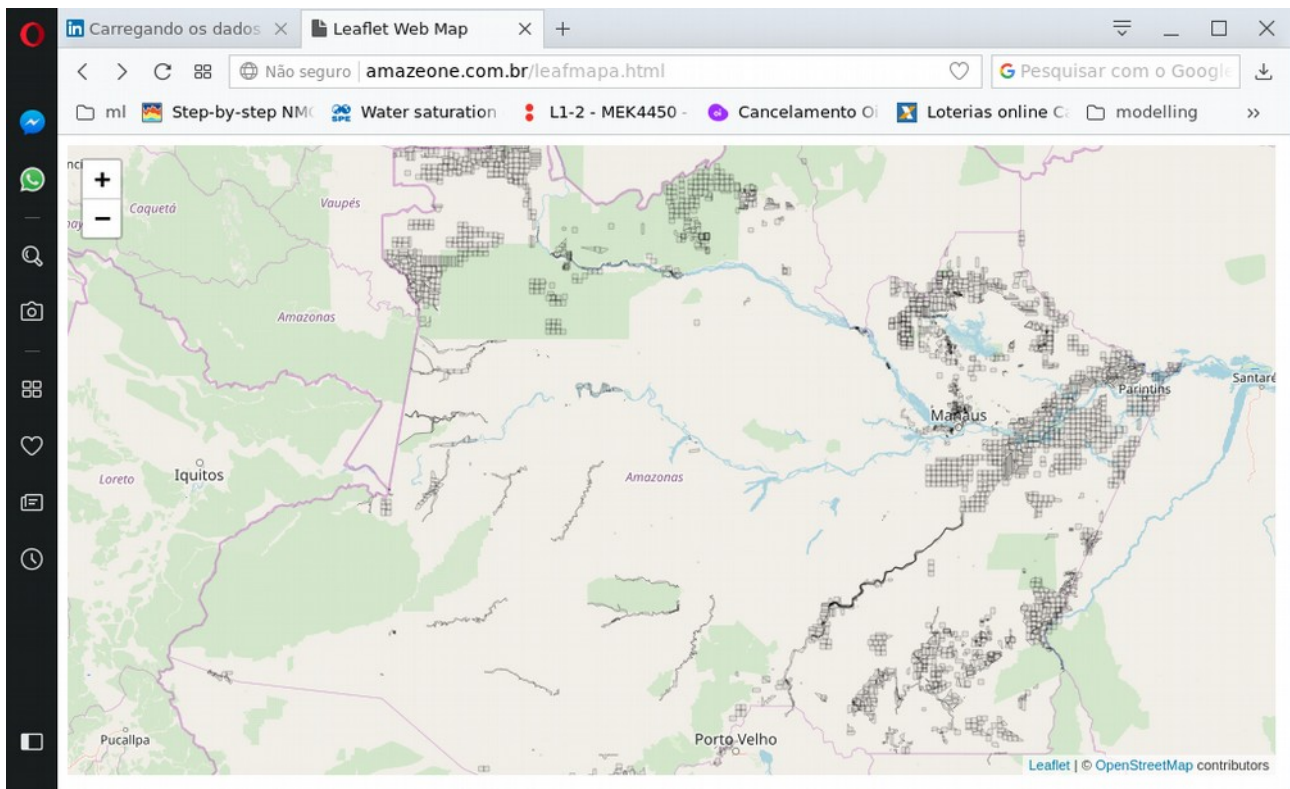 Carregando os dados
Leaflet Web Map
Não seguro
amazeone.com.br/leafmapa.html
Pesquisar com o Google
ml
Step-by-step NM
Water saturation
L1-2 - MEK4450 -
Cancelamento Oi
Loterias online C
modelling
+
−
Caquetá
Vaupés
Amazonas
Parintins
Santaré
Manaus
Loreto
Iquitos
Amazonas
Pucallpa
Porto Velho
Leaflet | © OpenStreetMap contributors